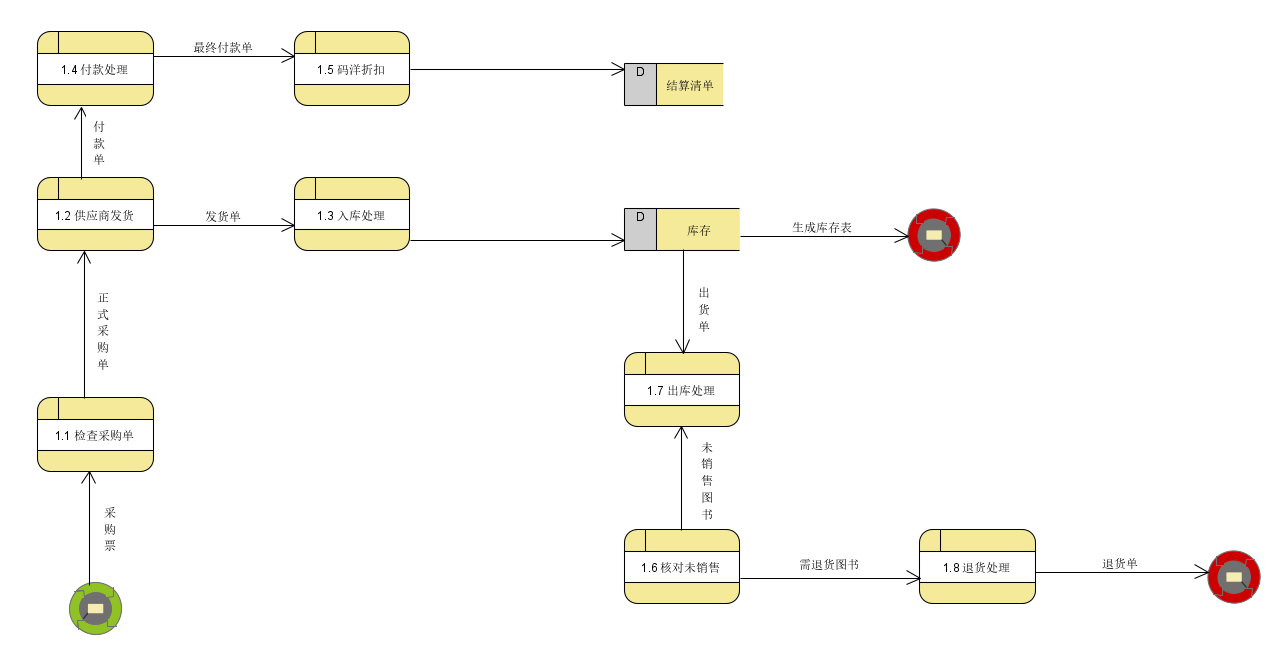 最终付款单
1.4 付款处理
1.5 码洋折扣
D
结算清单
付款单
1.2 供应商发货
发货单
1.3 入库处理
D
库存
生成库存表
正式采购单
出货单
1.7 出库处理
1.1 检查采购单
未销售图书
采购票
1.6 核对未销售
需退货图书
1.8 退货处理
退货单